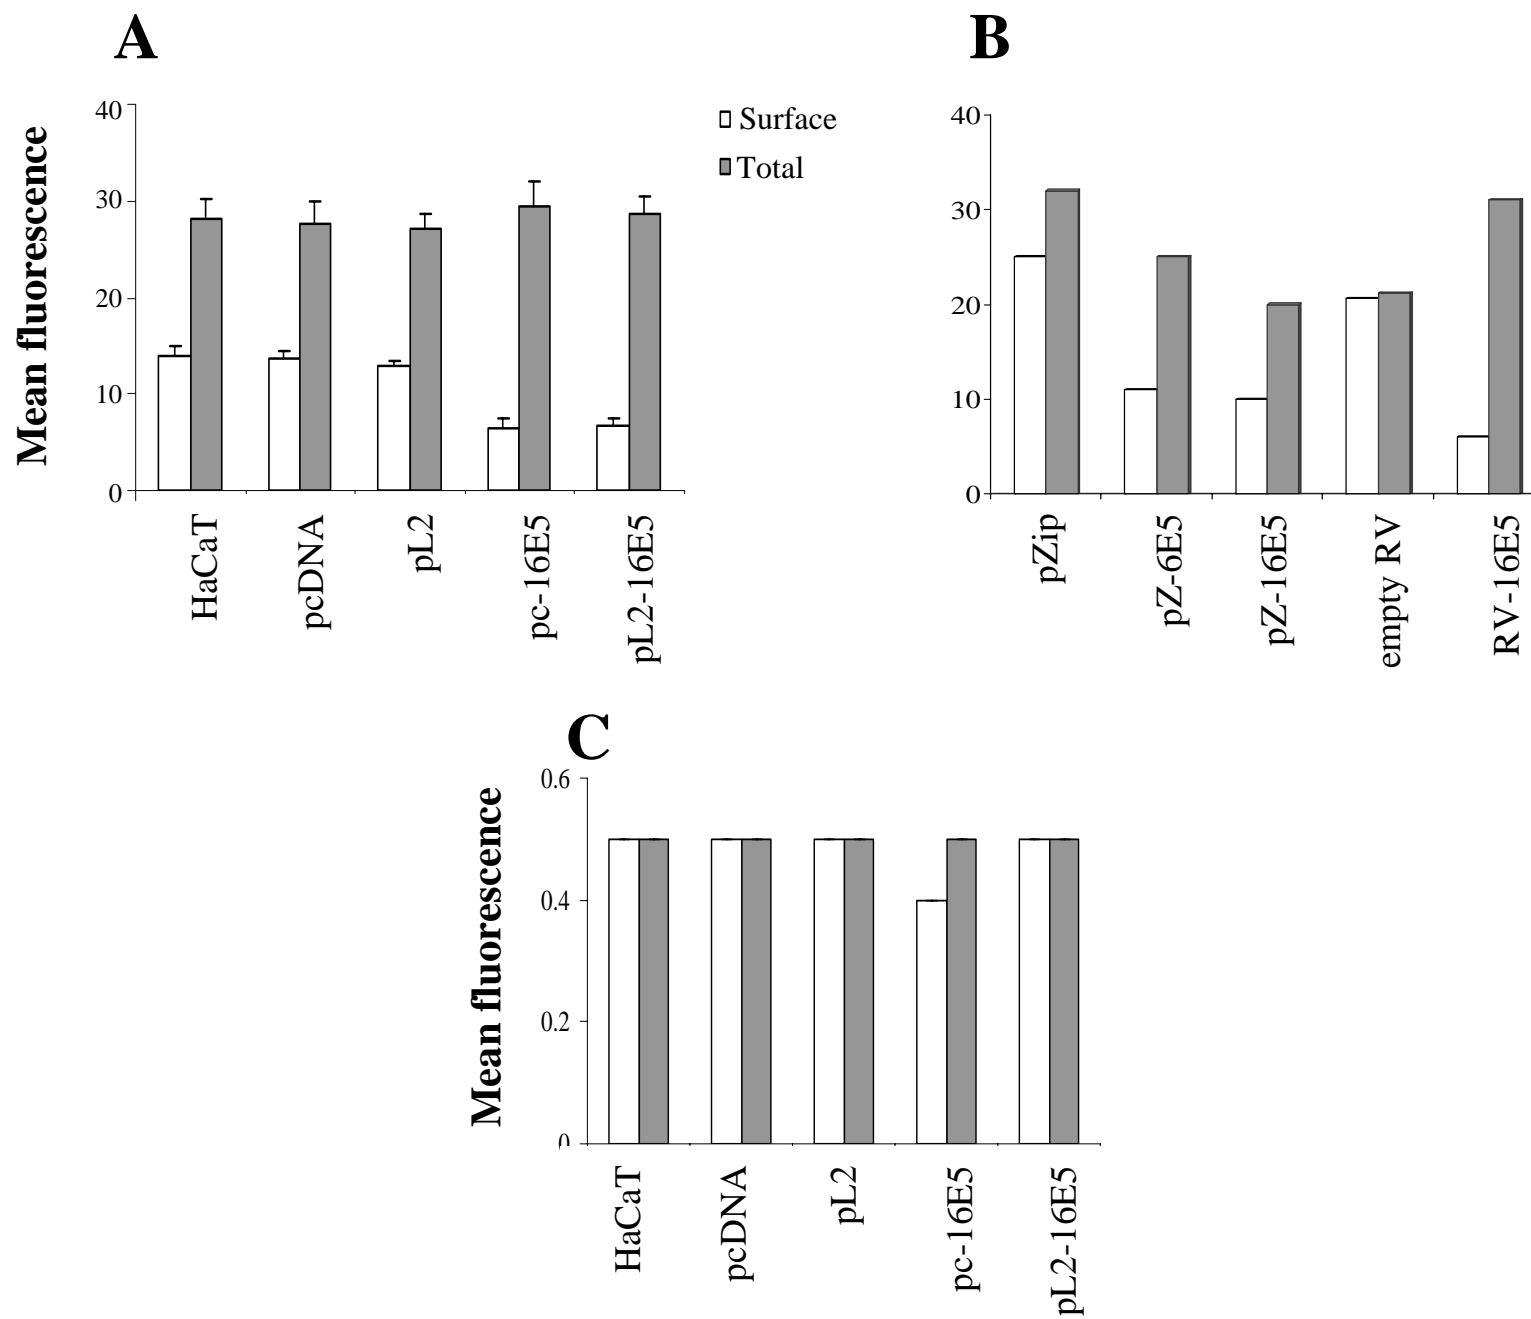 A
Mean fluorescence
40
30
20
10
0
HaCaT
pcDNA
pL2
pc-16E5
pL2-16E5
Surface
Total
B
40
30
20
10
0
pZip
pZ-6E5
pZ-16E5
empty RV
RV-16E5
C
Mean fluorescence
0.6
0.4
0.2
0
HaCaT
pcDNA
pL2
pc-16E5
pL2-16E5